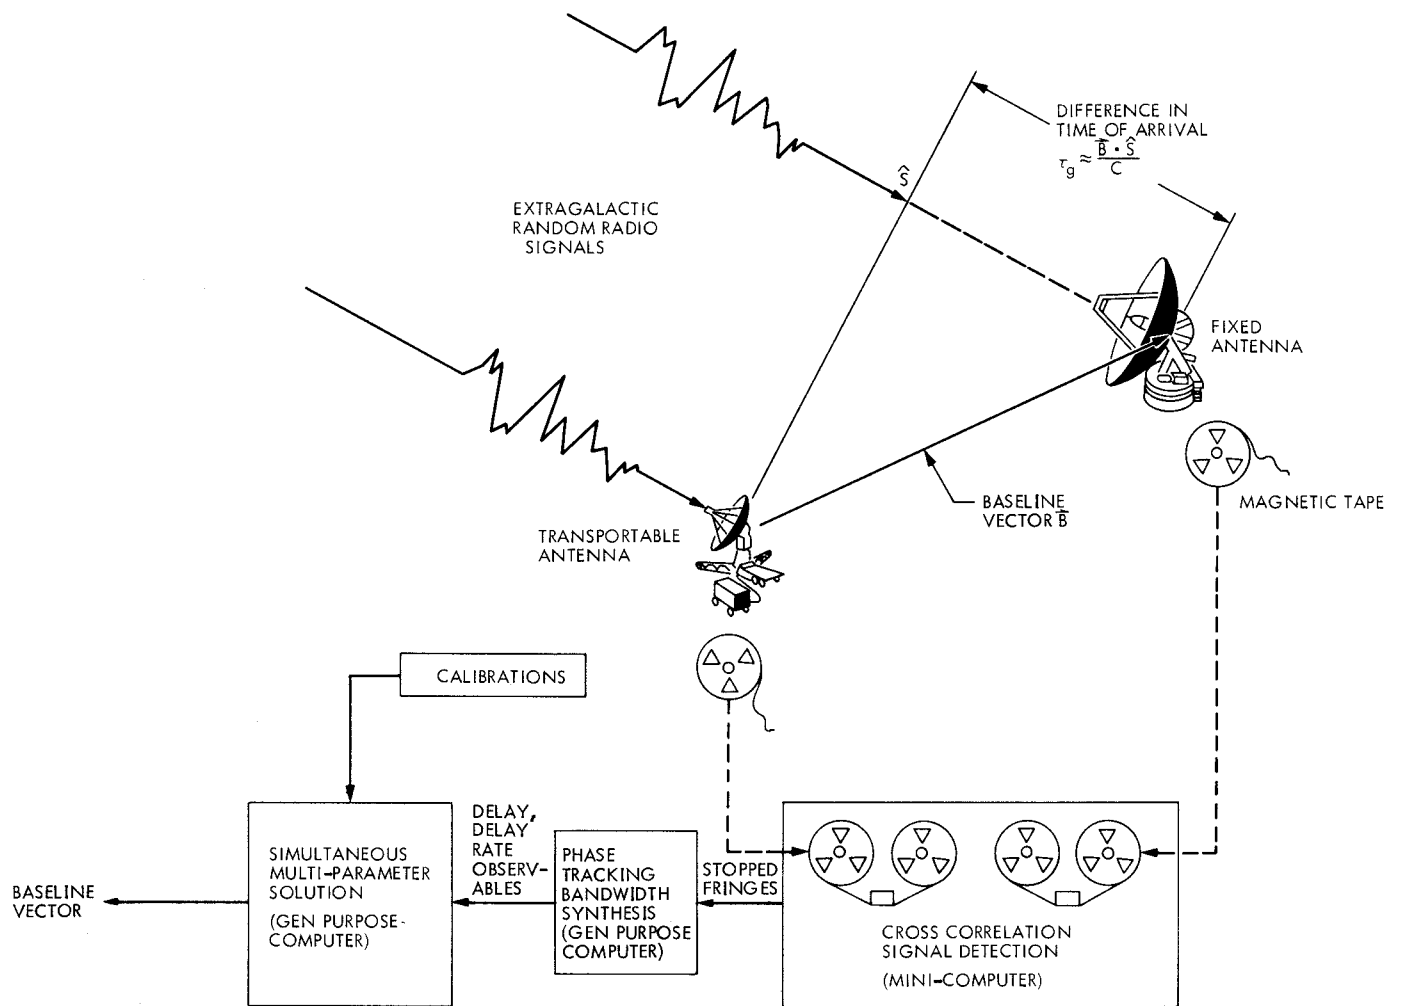 DIFFERENCE IN
TIME OF ARRIVAL
τg ≈ B⃗ · Ŝ / C
Ŝ
EXTRAGALACTIC
RANDOM RADIO
SIGNALS
FIXED
ANTENNA
BASELINE
VECTOR B⃗
MAGNETIC TAPE
TRANSPORTABLE
ANTENNA
CALIBRATIONS
DELAY,
DELAY
RATE
OBSERV-
ABLES
SIMULTANEOUS
MULTI-PARAMETER
SOLUTION
(GEN PURPOSE-
COMPUTER)
PHASE
TRACKING
BANDWIDTH
SYNTHESIS
(GEN PURPOSE
COMPUTER)
STOPPED
FRINGES
BASELINE
VECTOR
CROSS CORRELATION
SIGNAL DETECTION
(MINI-COMPUTER)